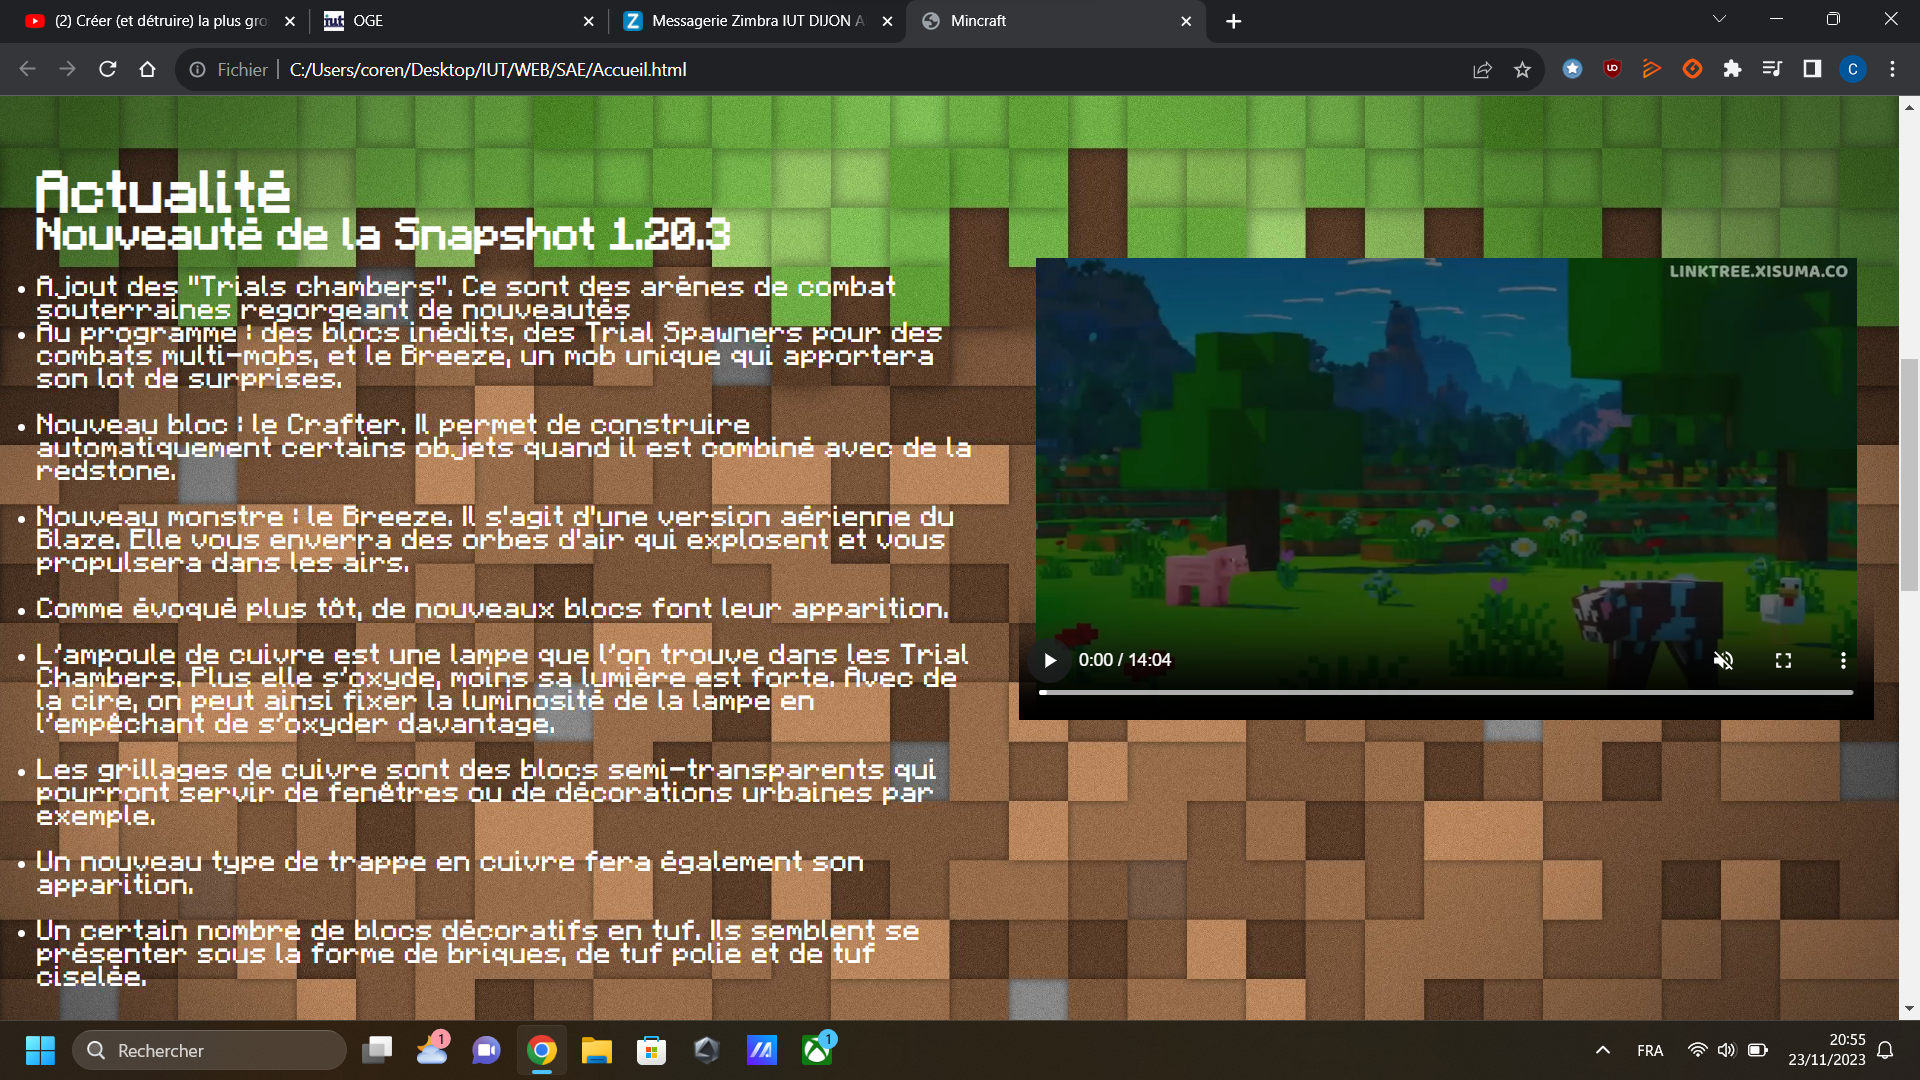 (2) Créer (et détruire) la plus gro
OGE
Messagerie Zimbra IUT DIJON A
Mincraft
Fichier
C:/Users/coren/Desktop/IUT/WEB/SAE/Accueil.html
C
Actualité
Nouveauté de la Snapshot 1.20.3
Ajout des "Trials chambers". Ce sont des arènes de combat
souterraines regorgeant de nouveautés
Au programme : des blocs inédits, des Trial Spawners pour des
combats multi-mobs, et le Breeze, un mob unique qui apportera
son lot de surprises.
Nouveau bloc : le Crafter. Il permet de construire
automatiquement certains objets quand il est combiné avec de la
redstone.
Nouveau monstre : le Breeze. Il s'agit d'une version aérienne du
Blaze. Elle vous enverra des orbes d'air qui explosent et vous
propulsera dans les airs.
Comme évoqué plus tôt, de nouveaux blocs font leur apparition.
L'ampoule de cuivre est une lampe que l'on trouve dans les Trial
Chambers. Plus elle s'oxyde, moins sa lumière est forte. Avec de
la cire, on peut ainsi fixer la luminosité de la lampe en
l'empêchant de s'oxyder davantage.
Les grillages de cuivre sont des blocs semi-transparents qui
pourront servir de fenêtres ou de décorations urbaines par
exemple.
Un nouveau type de trappe en cuivre fera également son
apparition.
Un certain nombre de blocs décoratifs en tuf. Ils semblent se
présenter sous la forme de briques, de tuf polie et de tuf
ciselée.
LINKTREE.XISUMA.CO
0:00 / 14:04
Rechercher
1
1
FRA
20:55
23/11/2023